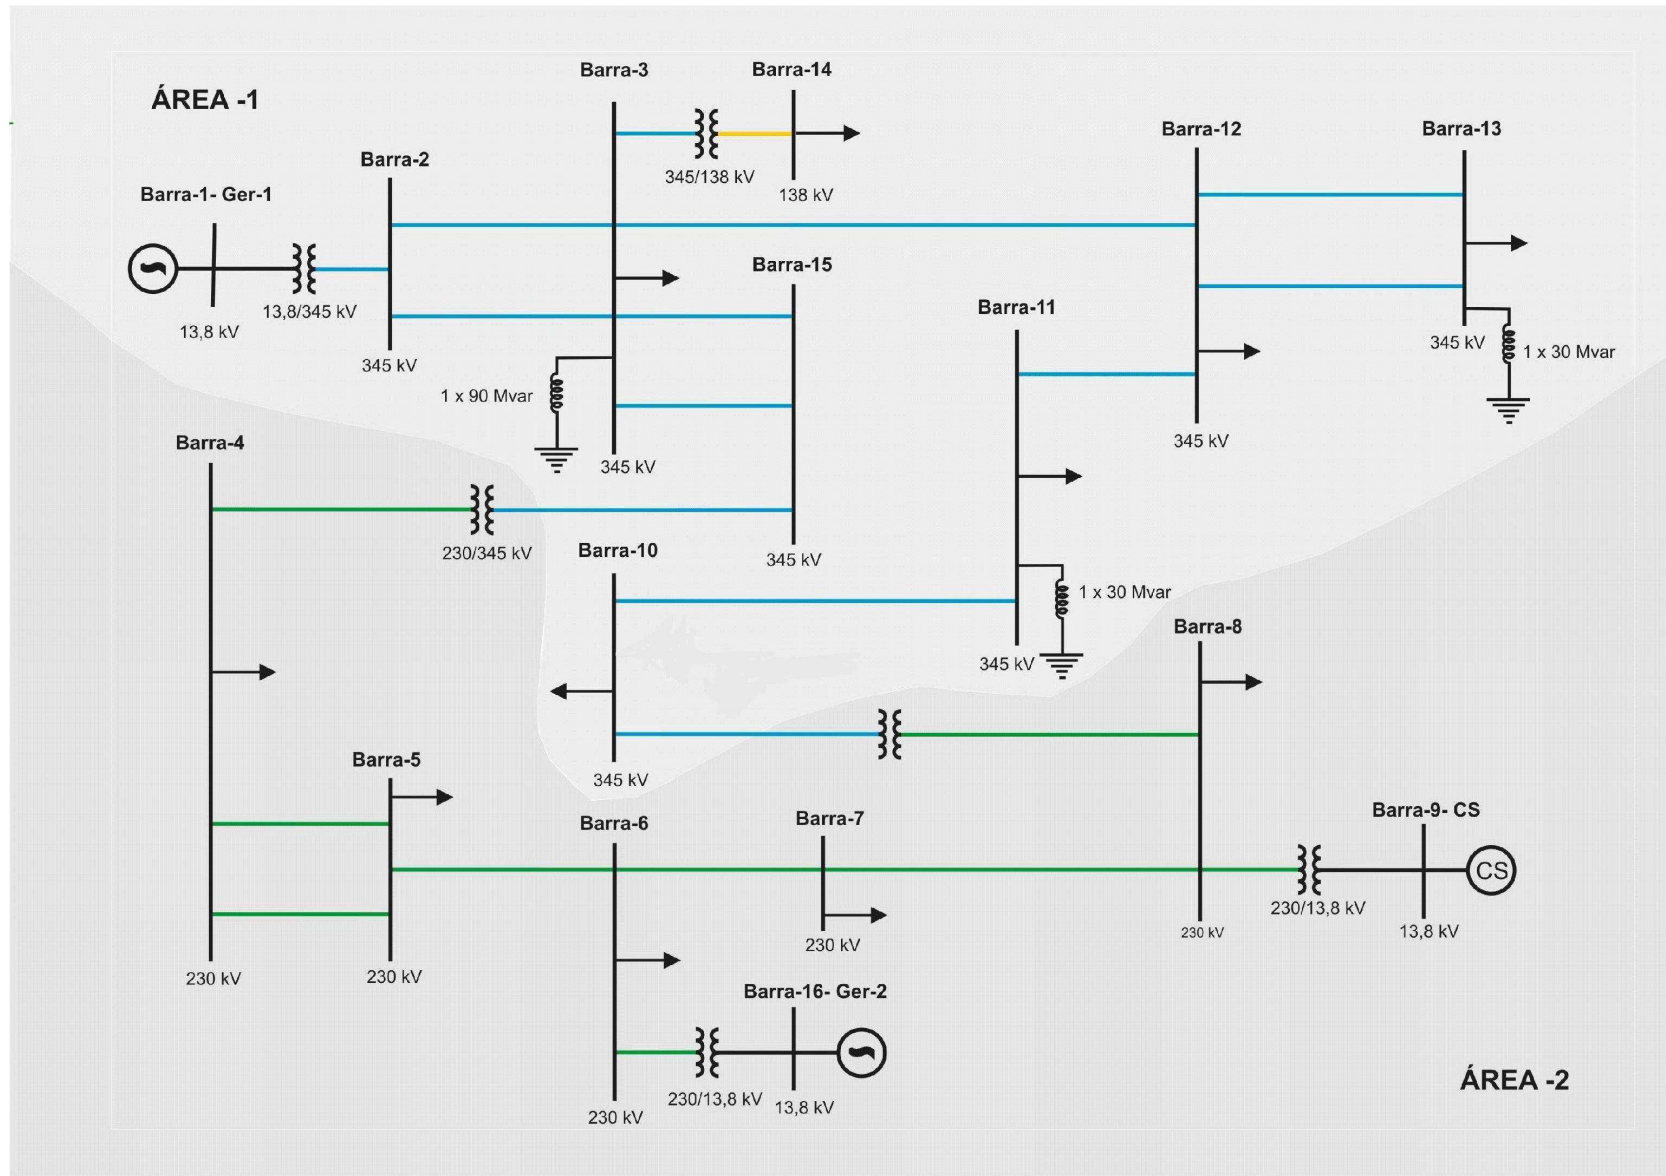 Barra-3
Barra-14
ÁREA -1
Barra-12
Barra-13
Barra-2
345/138 kV
138 kV
Barra-1- Ger-1
Barra-15
13,8/345 kV
Barra-11
13,8 kV
345 kV
345 kV
1 x 30 Mvar
1 x 90 Mvar
Barra-4
345 kV
345 kV
230/345 kV
Barra-10
345 kV
1 x 30 Mvar
Barra-8
345 kV
Barra-5
345 kV
Barra-6
Barra-7
Barra-9- CS
CS
230/13,8 kV
230 kV
230 kV
13,8 kV
230 kV
230 kV
Barra-16- Ger-2
ÁREA -2
230/13,8 kV
13,8 kV
230 kV